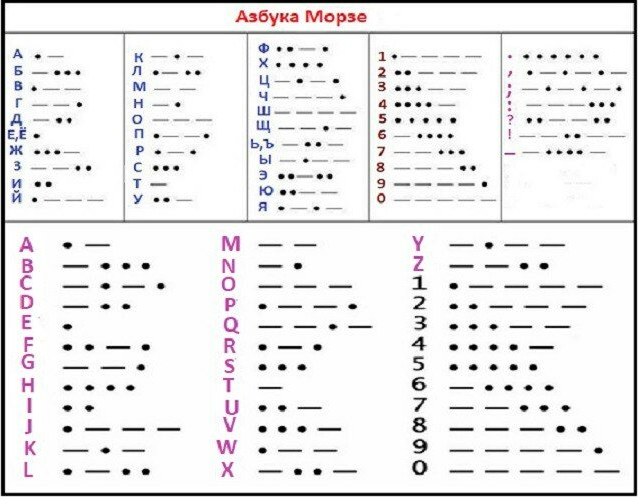 Азбука Морзе
А • —
Б — • • •
В • — —
Г — — •
Д — • •
Е,Ё •
Ж • • • —
З — — • •
И • •
Й • — — —
К — • —
Л • — • •
М — —
Н — •
О — — —
П • — — •
Р • — •
С • • •
Т —
У • • —
Ф • • — •
Х • • • •
Ц — • — •
Ч — — — •
Ш — — — —
Щ — — • —
Ь,Ъ — • • —
Ы — • — —
Э • • — • •
Ю • • — —
Я • — • —
1 • — — — —
2 • • — — —
3 • • • — —
4 • • • • —
5 • • • • •
6 — • • • •
7 — — • • •
8 — — — • •
9 — — — — •
0 — — — — —
. • • • • • •
, • — • — • —
; — • — • — •
: — — — • • •
? • • — — • •
! — — • • — —
— — • • • • —
A • —
B — • • •
C — • — •
D — • •
E •
F • • — •
G — — •
H • • • •
I • •
J • — — —
K — • —
L • — • •
M — —
N — •
O — — —
P • — — •
Q — — • —
R • — •
S • • •
T —
U • • —
V • • • —
W • — —
X — • • —
Y — • — —
Z — — • •
1 • — — — —
2 • • — — —
3 • • • — —
4 • • • • —
5 • • • • •
6 — • • • •
7 — — • • •
8 — — — • •
9 — — — — •
0 — — — — —